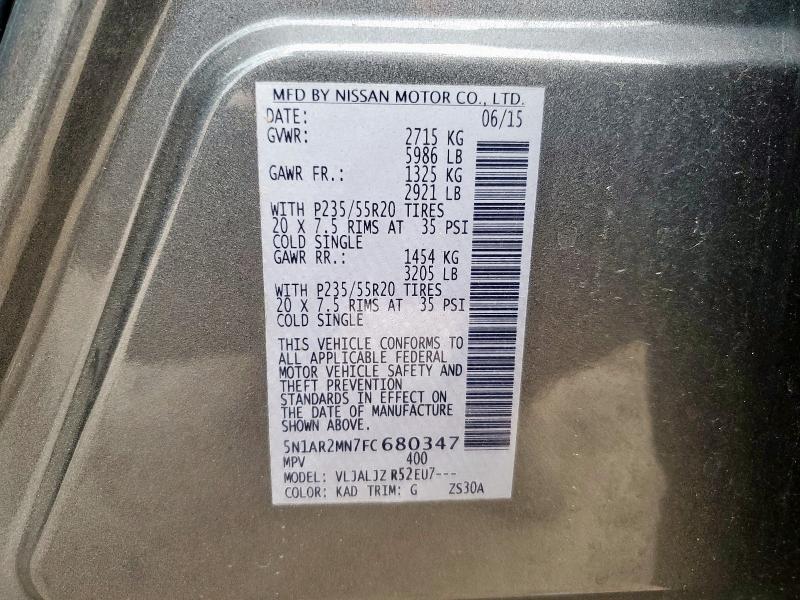 MFD BY NISSAN MOTOR CO., LTD.
DATE: 06/15
GVWR: 2715 KG
5986 LB
GAWR FR.: 1325 KG
2921 LB
WITH P235/55R20 TIRES
20 X 7.5 RIMS AT 35 PSI
COLD SINGLE
GAWR RR.: 1454 KG
3205 LB
WITH P235/55R20 TIRES
20 X 7.5 RIMS AT 35 PSI
COLD SINGLE
THIS VEHICLE CONFORMS TO
ALL APPLICABLE FEDERAL
MOTOR VEHICLE SAFETY AND
THEFT PREVENTION
STANDARDS IN EFFECT ON
THE DATE OF MANUFACTURE
SHOWN ABOVE.
5N1AR2MN7FC680347
MPV 400
MODEL: VLJALJZ R52EU7---
COLOR: KAD TRIM: G ZS30A